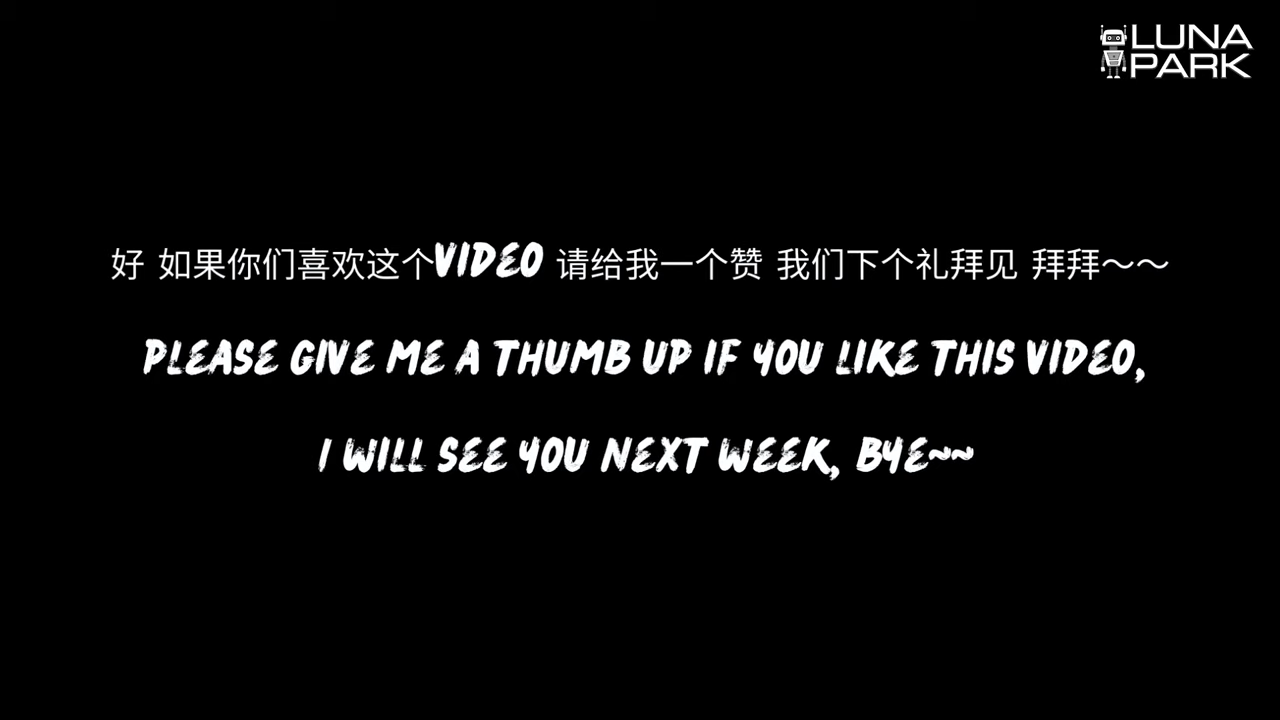 LUNA
PARK
好 如果你们喜欢这个VIDEO 请给我一个赞 我们下个礼拜见 拜拜～～
PLEASE GIVE ME A THUMB UP IF YOU LIKE THIS VIDEO,
I WILL SEE YOU NEXT WEEK, BYE~~